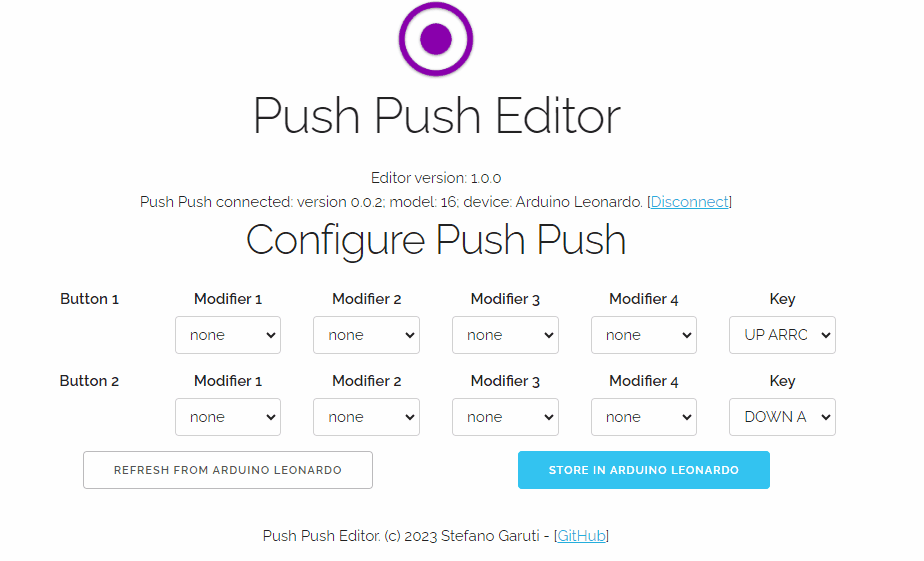 Push Push Editor
Editor version: 1.0.0
Push Push connected: version 0.0.2; model: 16; device: Arduino Leonardo. [Disconnect]
Configure Push Push
Button 1 Modifier 1 Modifier 2 Modifier 3 Modifier 4 Key
none none none none UP ARRC
Button 2 Modifier 1 Modifier 2 Modifier 3 Modifier 4 Key
none none none none DOWN A
REFRESH FROM ARDUINO LEONARDO STORE IN ARDUINO LEONARDO
Push Push Editor. (c) 2023 Stefano Garuti - [GitHub]